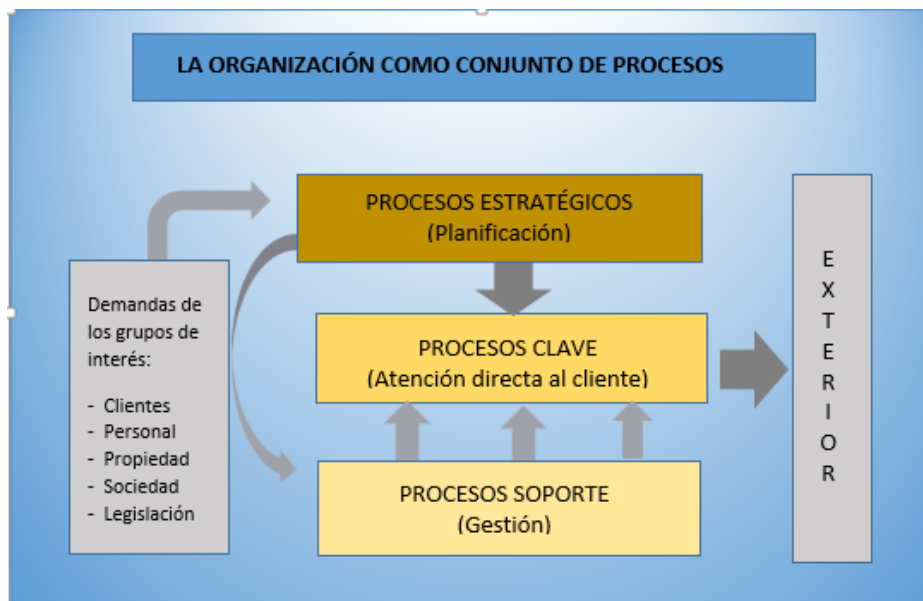 LA ORGANIZACIÓN COMO CONJUNTO DE PROCESOS
PROCESOS ESTRATÉGICOS
(Planificación)
Demandas de
los grupos de
interés:
- Clientes
- Personal
- Propiedad
- Sociedad
- Legislación
PROCESOS CLAVE
(Atención directa al cliente)
PROCESOS SOPORTE
(Gestión)
E
X
T
E
R
I
O
R